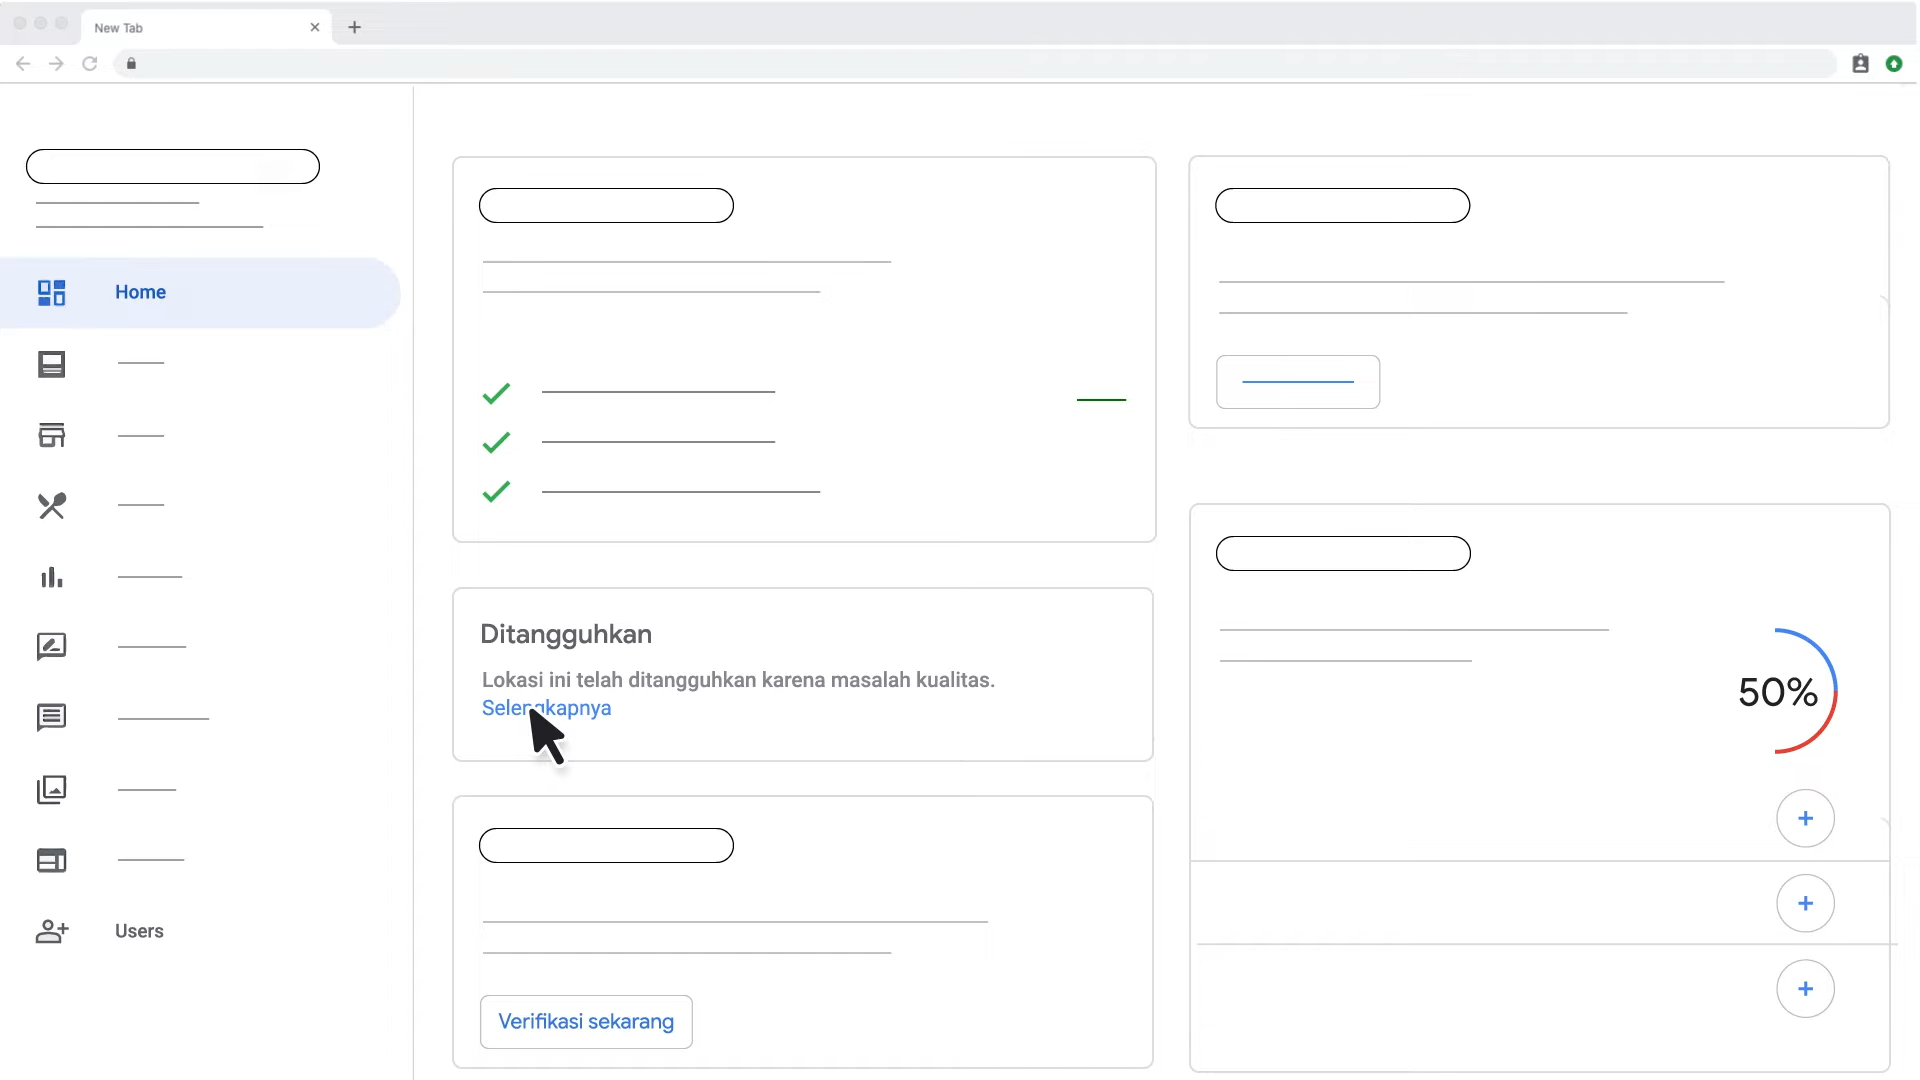 New Tab
Home
Users
Ditangguhkan
Lokasi ini telah ditangguhkan karena masalah kualitas.
Selengkapnya
Verifikasi sekarang
50%